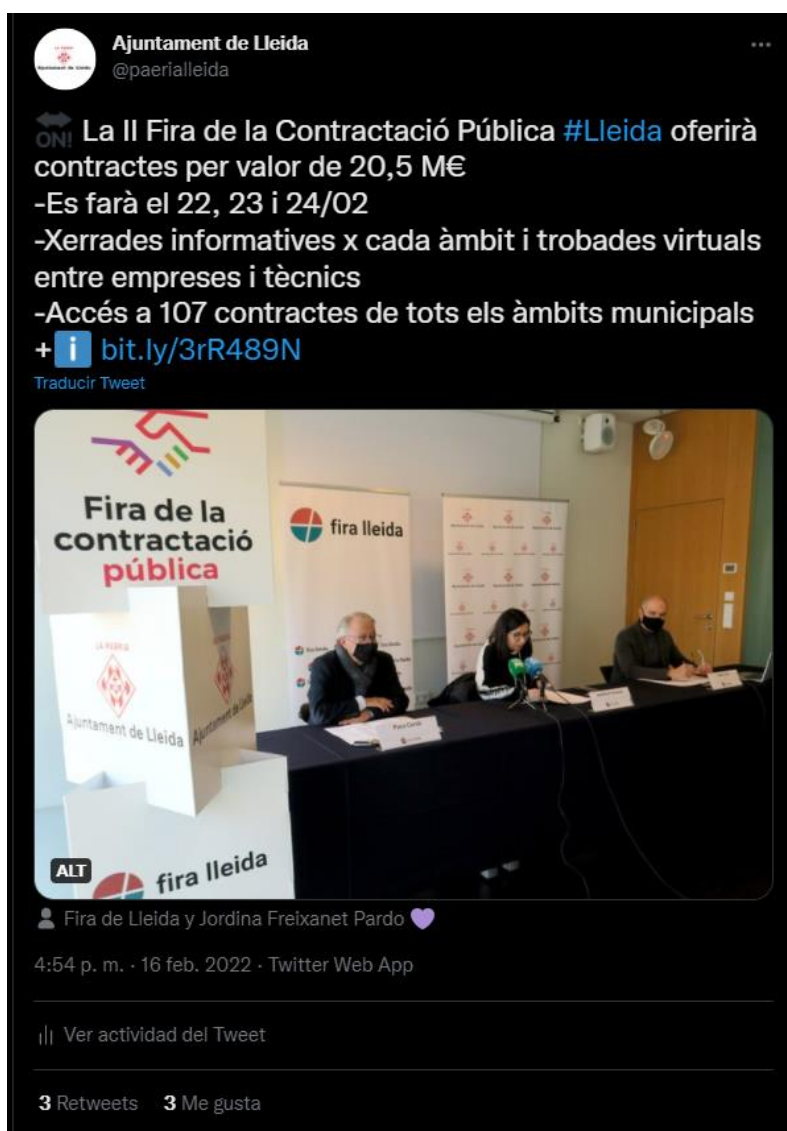 Ajuntament de Lleida
@paerialleida
ON! La II Fira de la Contractació Pública #Lleida oferirà
contractes per valor de 20,5 M€
-Es farà el 22, 23 i 24/02
-Xerrades informatives x cada àmbit i trobades virtuals
entre empreses i tècnics
-Accés a 107 contractes de tots els àmbits municipals
+ℹ️ bit.ly/3rR489N
Traducir Tweet
Fira de la
contractació
pública
fira lleida
LA PAERIA
Ajuntament de Lleida
Ajuntament de Lleida
fira lleida
ALT
Fira de Lleida y Jordina Freixanet Pardo 💜
4:54 p. m. · 16 feb. 2022 · Twitter Web App
Ver actividad del Tweet
3 Retweets 3 Me gusta